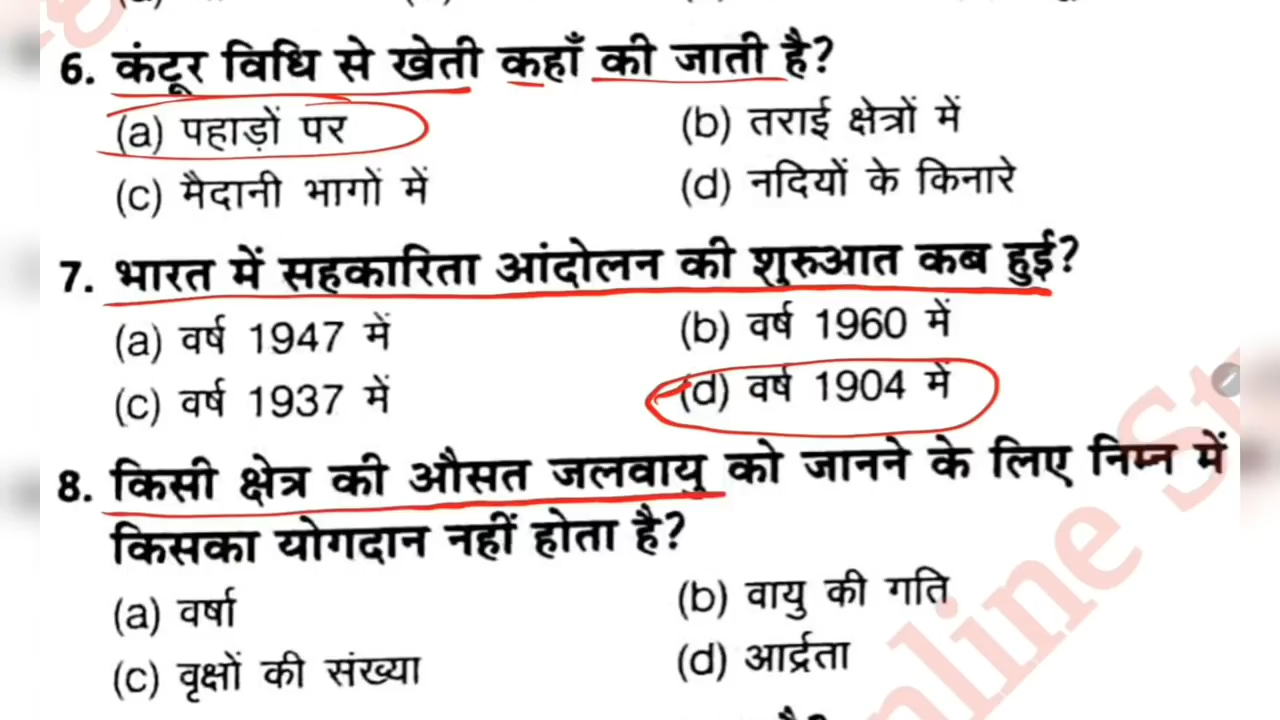 6. कंटूर विधि से खेती कहाँ की जाती है?
(a) पहाड़ों पर (b) तराई क्षेत्रों में
(c) मैदानी भागों में (d) नदियों के किनारे
7. भारत में सहकारिता आंदोलन की शुरुआत कब हुई?
(a) वर्ष 1947 में (b) वर्ष 1960 में
(c) वर्ष 1937 में (d) वर्ष 1904 में
8. किसी क्षेत्र की औसत जलवायु को जानने के लिए निम्न में
किसका योगदान नहीं होता है?
(a) वर्षा (b) वायु की गति
(c) वृक्षों की संख्या (d) आर्द्रता